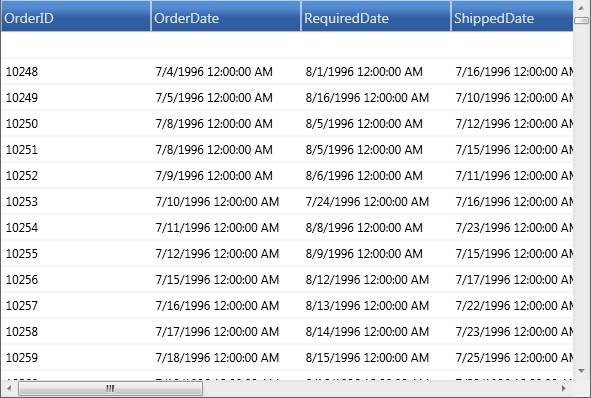 OrderID OrderDate RequiredDate ShippedDate
10248 7/4/1996 12:00:00 AM 8/1/1996 12:00:00 AM 7/16/1996 12:00:00 AM
10249 7/5/1996 12:00:00 AM 8/16/1996 12:00:00 AM 7/10/1996 12:00:00 AM
10250 7/8/1996 12:00:00 AM 8/5/1996 12:00:00 AM 7/12/1996 12:00:00 AM
10251 7/8/1996 12:00:00 AM 8/5/1996 12:00:00 AM 7/15/1996 12:00:00 AM
10252 7/9/1996 12:00:00 AM 8/6/1996 12:00:00 AM 7/11/1996 12:00:00 AM
10253 7/10/1996 12:00:00 AM 7/24/1996 12:00:00 AM 7/16/1996 12:00:00 AM
10254 7/11/1996 12:00:00 AM 8/8/1996 12:00:00 AM 7/23/1996 12:00:00 AM
10255 7/12/1996 12:00:00 AM 8/9/1996 12:00:00 AM 7/15/1996 12:00:00 AM
10256 7/15/1996 12:00:00 AM 8/12/1996 12:00:00 AM 7/17/1996 12:00:00 AM
10257 7/16/1996 12:00:00 AM 8/13/1996 12:00:00 AM 7/22/1996 12:00:00 AM
10258 7/17/1996 12:00:00 AM 8/14/1996 12:00:00 AM 7/23/1996 12:00:00 AM
10259 7/18/1996 12:00:00 AM 8/15/1996 12:00:00 AM 7/25/1996 12:00:00 AM